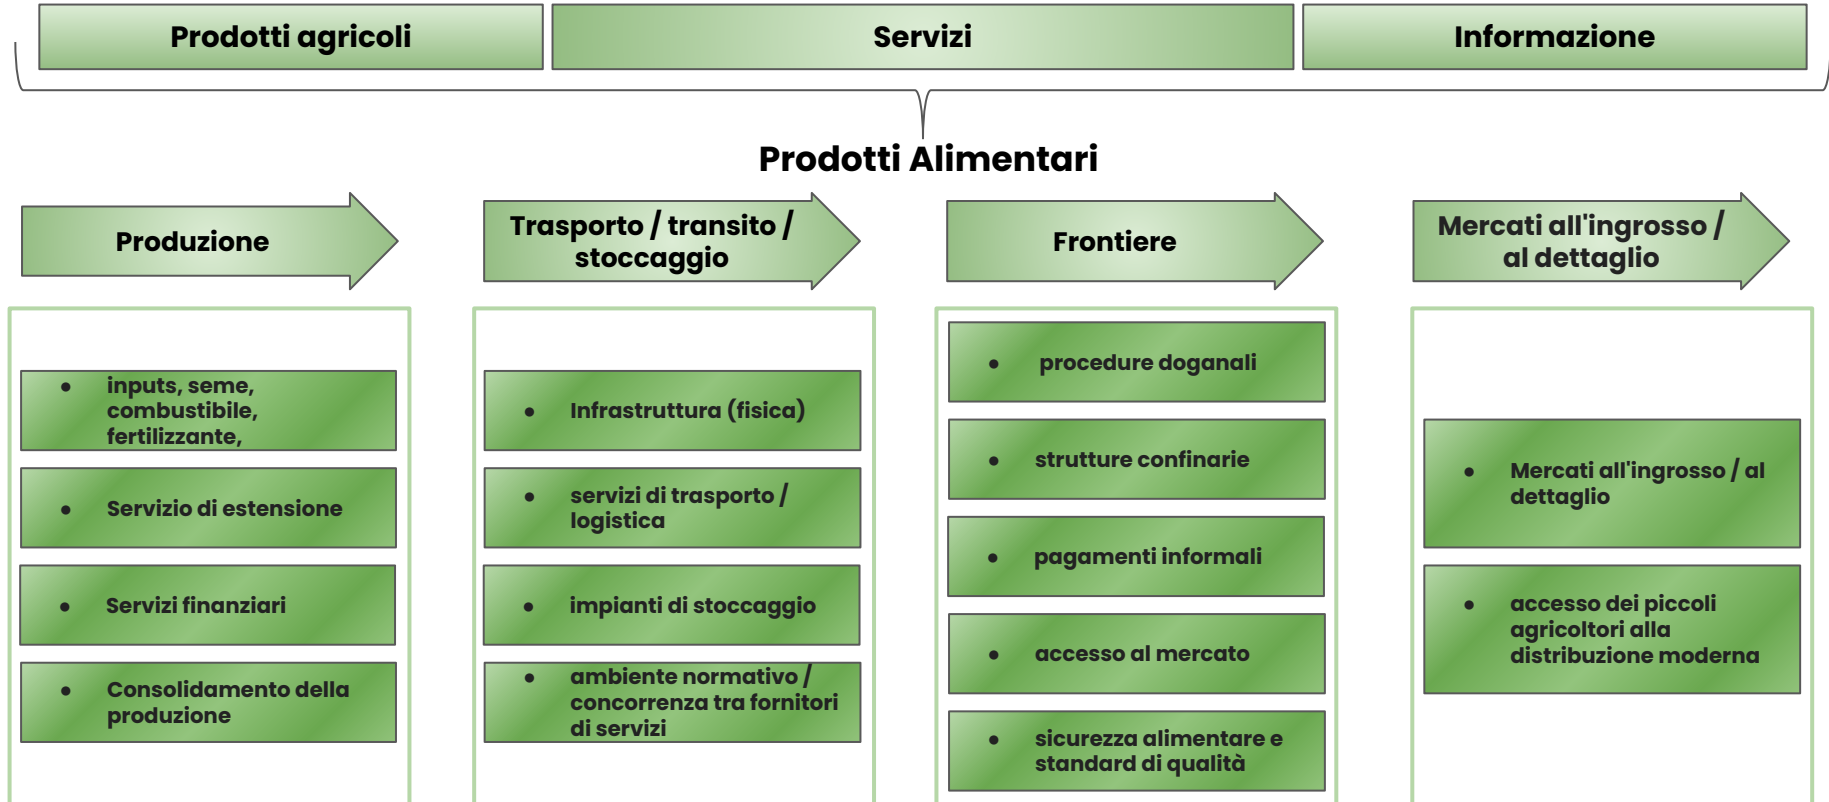 Prodotti agricoli
Servizi
Informazione
Prodotti Alimentari
Produzione
Trasporto / transito /
stoccaggio
Frontiere
Mercati all'ingrosso /
al dettaglio
● inputs, seme,
combustibile,
fertilizzante,
● Servizio di estensione
● Servizi finanziari
● Consolidamento della
produzione
● Infrastruttura (fisica)
● servizi di trasporto /
logistica
● impianti di stoccaggio
● ambiente normativo /
concorrenza tra fornitori
di servizi
● procedure doganali
● strutture confinarie
● pagamenti informali
● accesso al mercato
● sicurezza alimentare e
standard di qualità
● Mercati all'ingrosso / al
dettaglio
● accesso dei piccoli
agricoltori alla
distribuzione moderna